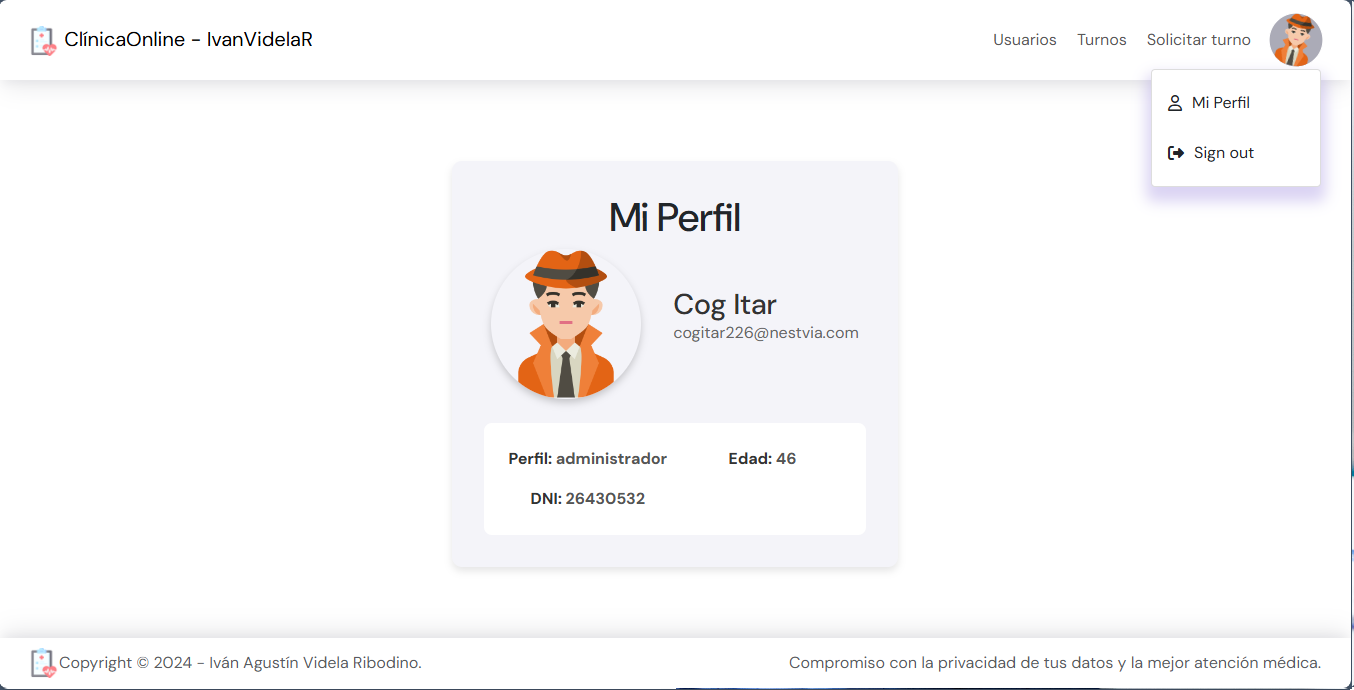 ClínicaOnline - IvanVidelaR
Usuarios Turnos Solicitar turno
Mi Perfil
Sign out
Mi Perfil
Cog Itar
cogitar226@nestvia.com
Perfil: administrador Edad: 46
DNI: 26430532
Copyright © 2024 - Iván Agustín Videla Ribodino. Compromiso con la privacidad de tus datos y la mejor atención médica.